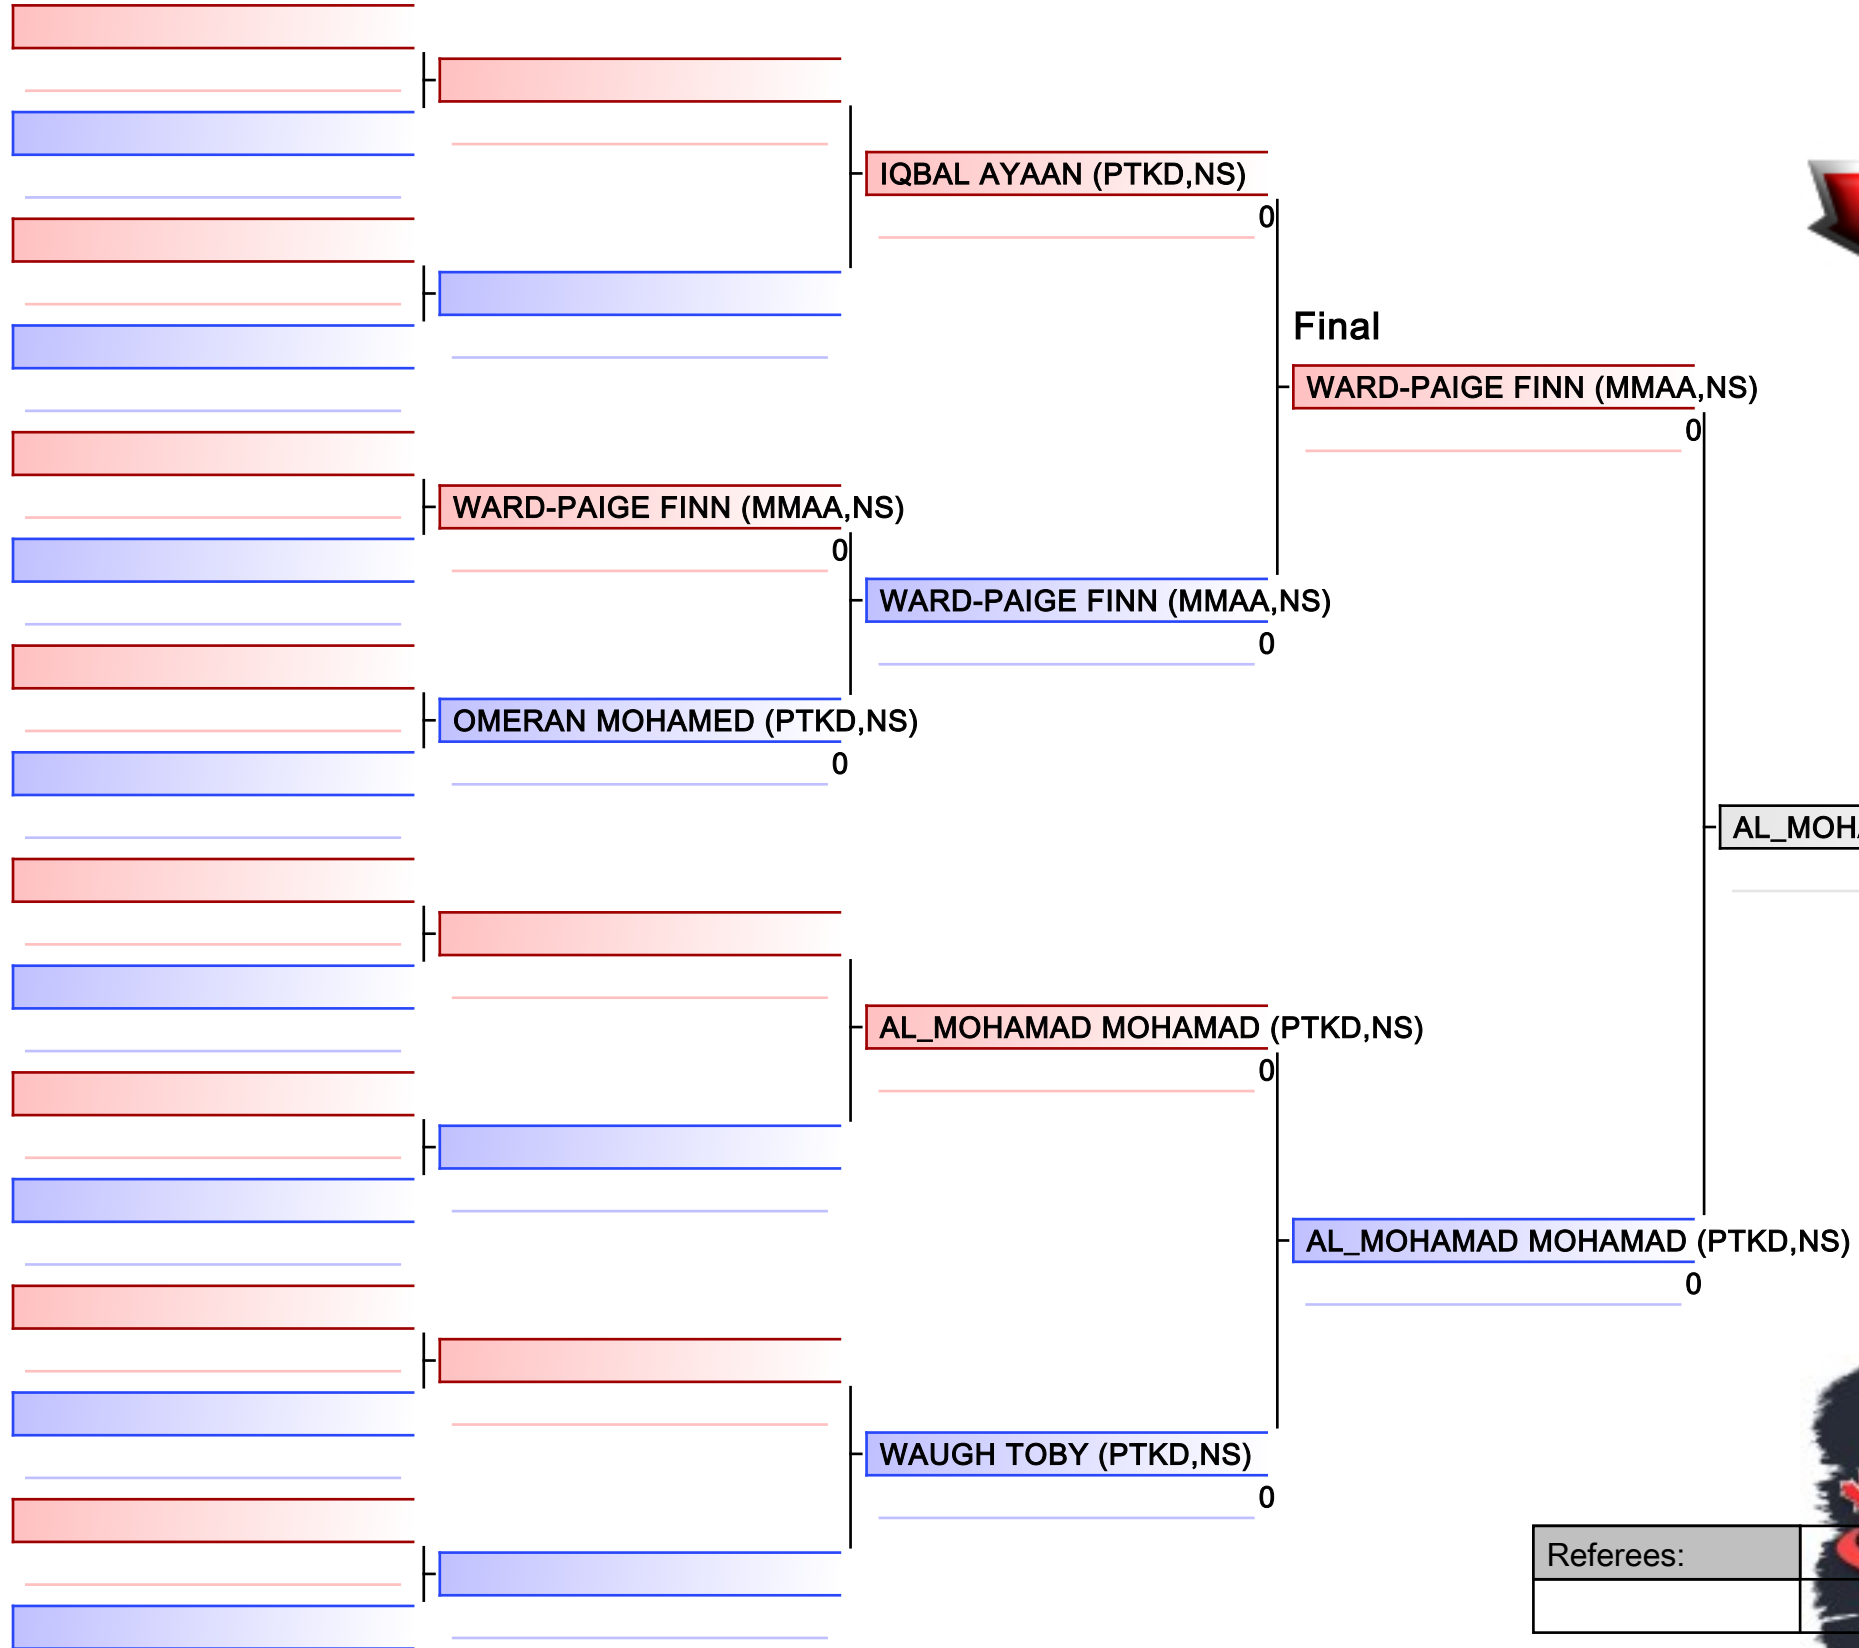 IQBAL AYAAN (PTKD,NS)
0
Final
WARD-PAIGE FINN (MMAA,NS)
0
WARD-PAIGE FINN (MMAA,NS)
0
WARD-PAIGE FINN (MMAA,NS)
0
OMERAN MOHAMED (PTKD,NS)
0
AL_MOHA
AL_MOHAMAD MOHAMAD (PTKD,NS)
0
AL_MOHAMAD MOHAMAD (PTKD,NS)
0
WAUGH TOBY (PTKD,NS)
0
Referees: